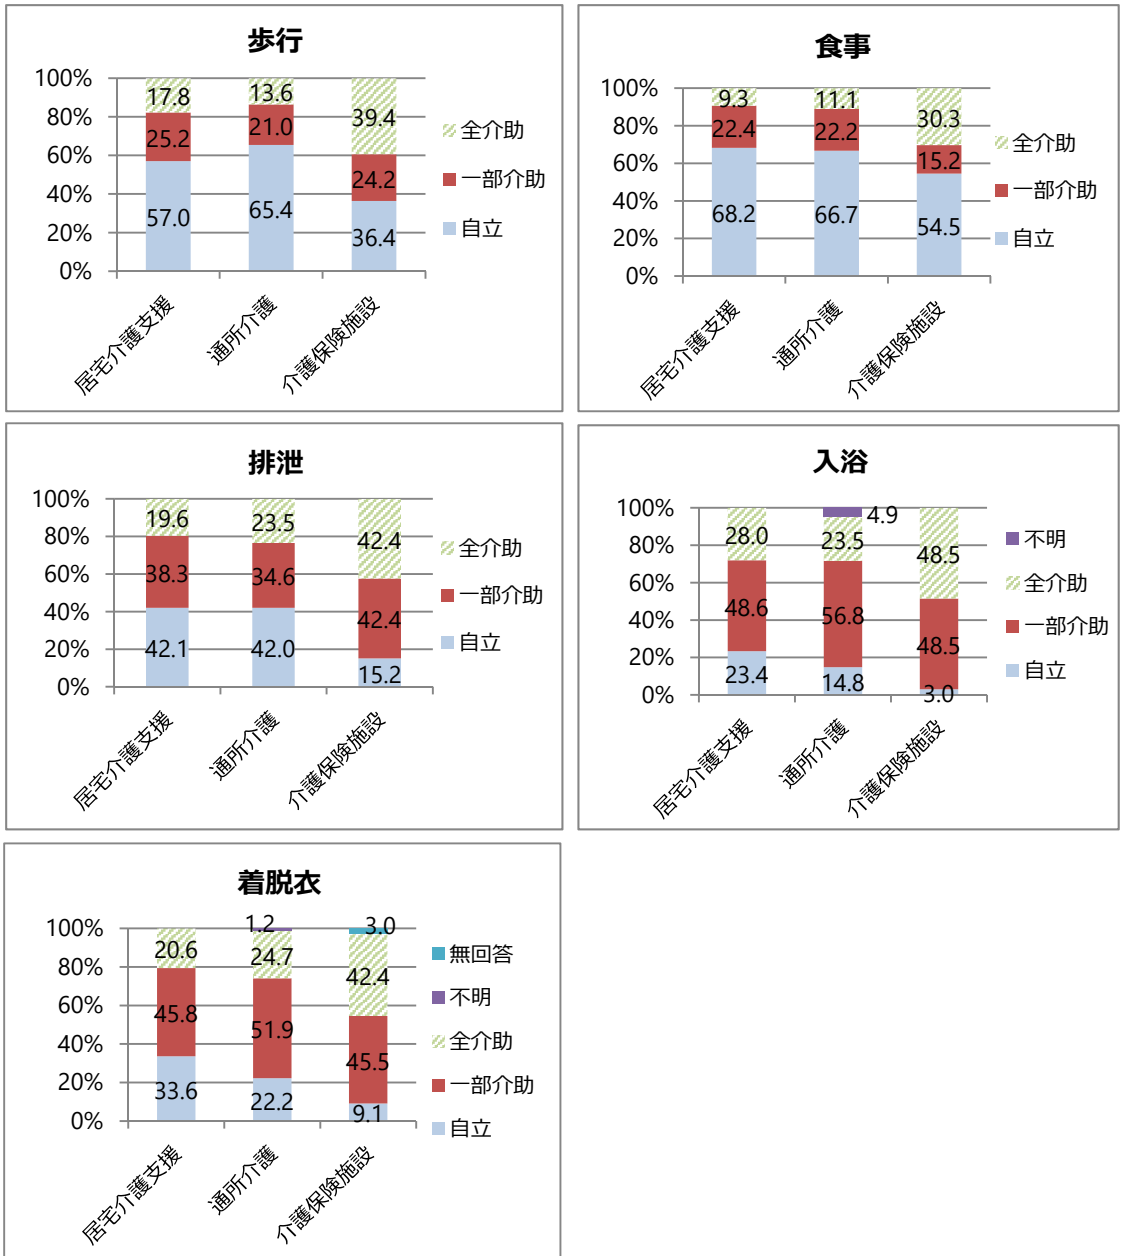 歩行
100%
80%
60%
40%
20%
0%
17.8
25.2
57.0
13.6
21.0
65.4
39.4
24.2
36.4
全介助
一部介助
自立
居宅介護支援
通所介護
介護保険施設
食事
100%
80%
60%
40%
20%
0%
9.3
22.4
68.2
11.1
22.2
66.7
30.3
15.2
54.5
全介助
一部介助
自立
居宅介護支援
通所介護
介護保険施設
排泄
100%
80%
60%
40%
20%
0%
19.6
38.3
42.1
23.5
34.6
42.0
42.4
42.4
15.2
全介助
一部介助
自立
居宅介護支援
通所介護
介護保険施設
入浴
100%
80%
60%
40%
20%
0%
28.0
48.6
23.4
4.9
23.5
56.8
14.8
48.5
48.5
3.0
不明
全介助
一部介助
自立
居宅介護支援
通所介護
介護保険施設
着脱衣
100%
80%
60%
40%
20%
0%
20.6
45.8
33.6
1.2
24.7
51.9
22.2
3.0
42.4
45.5
9.1
無回答
不明
全介助
一部介助
自立
居宅介護支援
通所介護
介護保険施設